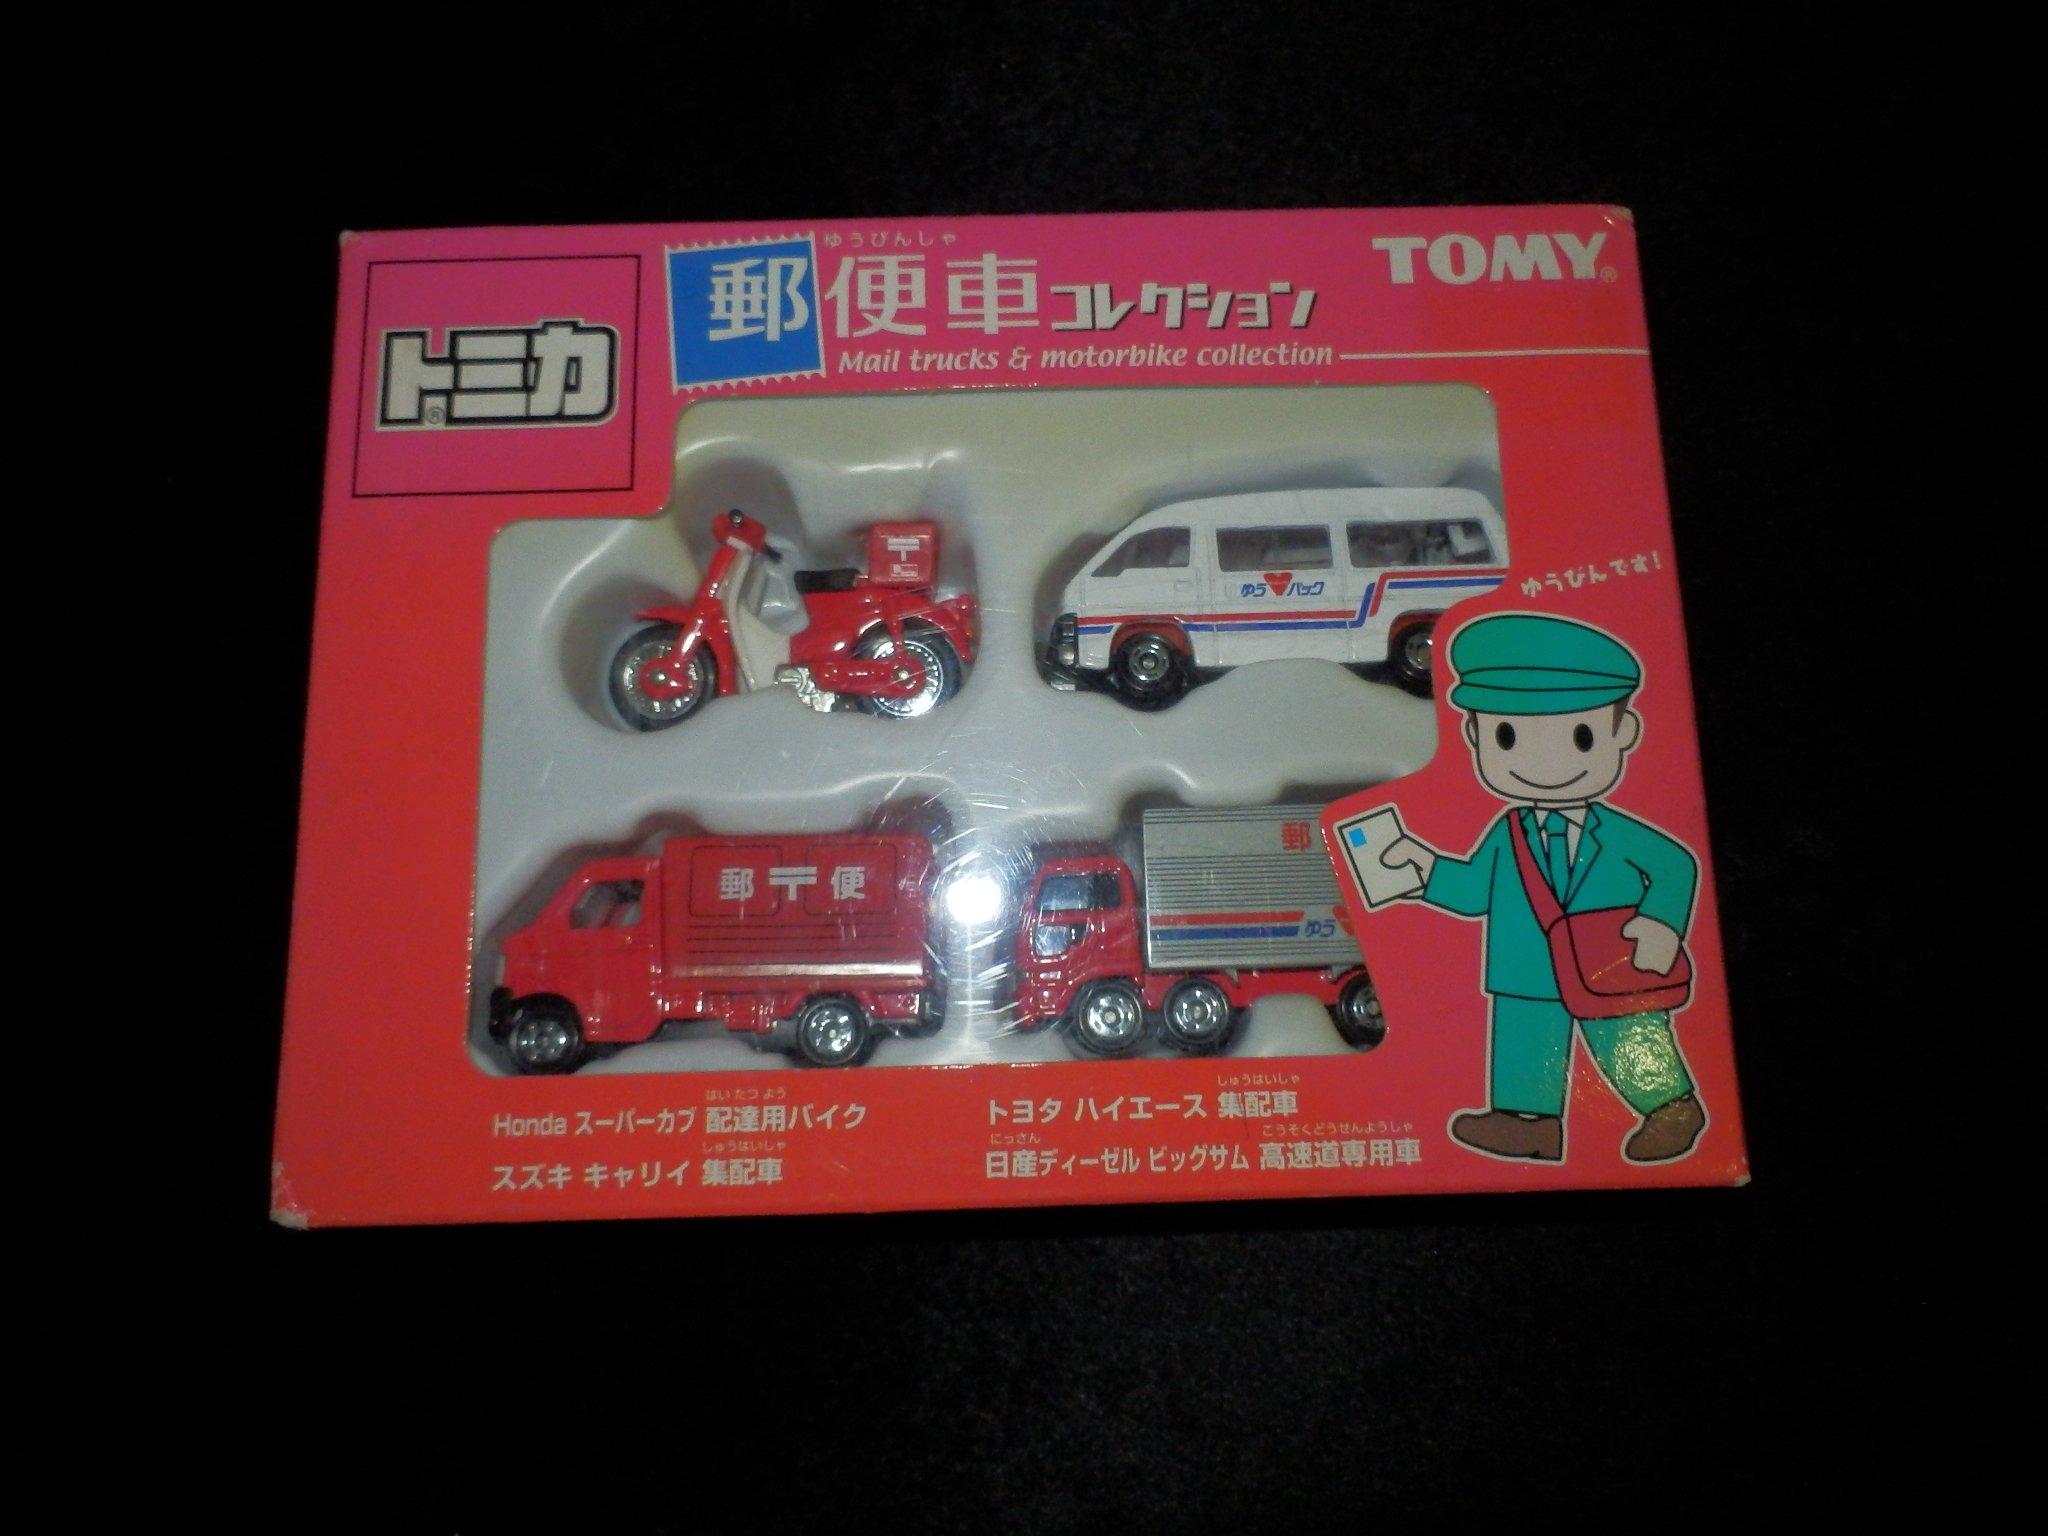 トミカ®
ゆうびんしゃ
郵便車コレクション
Mail trucks & motorbike collection
TOMY®
〒
ゆう パック
ゆうびんです!
郵〒便
郵
ゆう
はいたつよう
Honda スーパーカブ 配達用バイク
しゅうはいしゃ
スズキ キャリイ 集配車
しゅうはいしゃ
トヨタ ハイエース 集配車
にっさん こうそくどうせんようしゃ
日産ディーゼル ビッグサム 高速道専用車